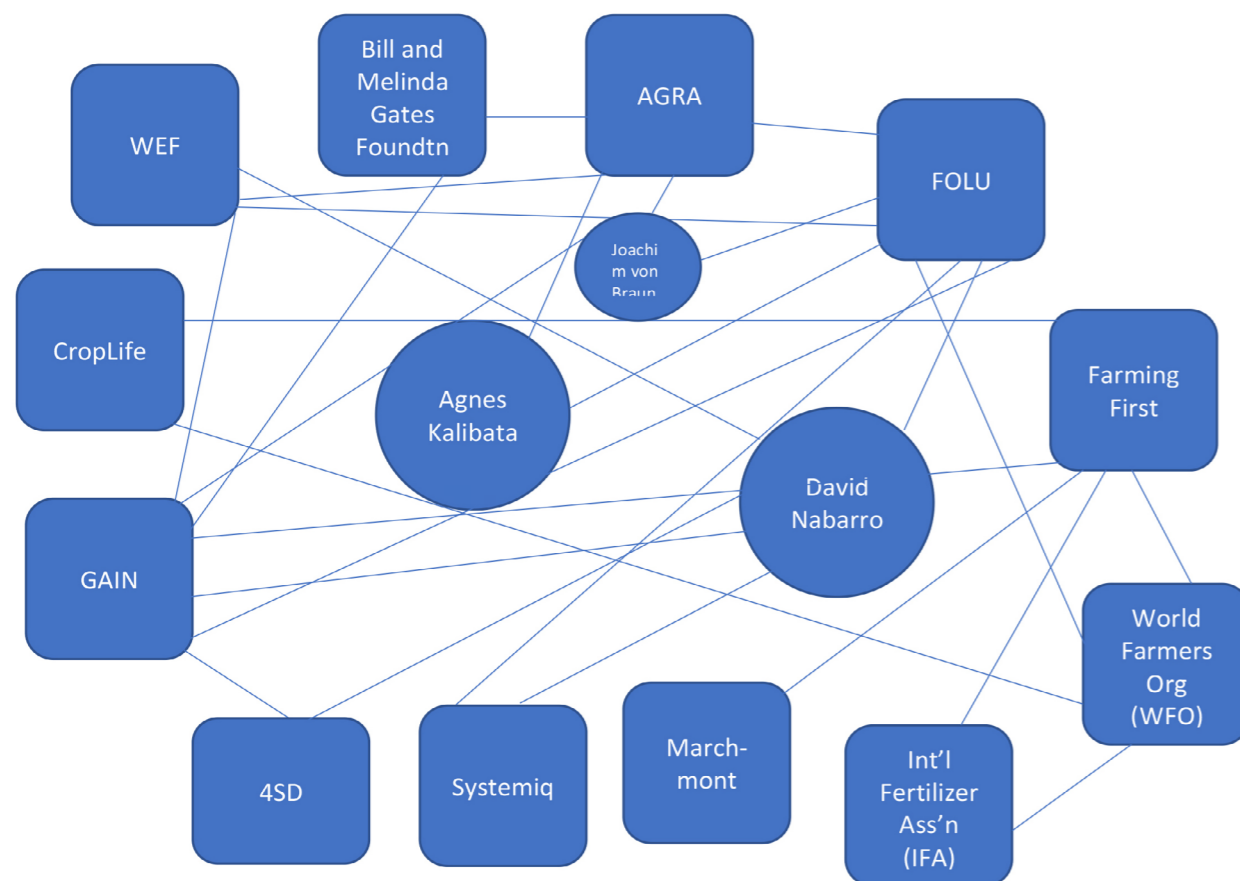 Bill and
Melinda
Gates
Foundtn
AGRA
WEF
FOLU
Joachi
m von
Braun
CropLife
Farming
First
Agnes
Kalibata
David
Nabarro
GAIN
World
Farmers
Org
(WFO)
4SD
Systemiq
March-
mont
Int’l
Fertilizer
Ass’n
(IFA)